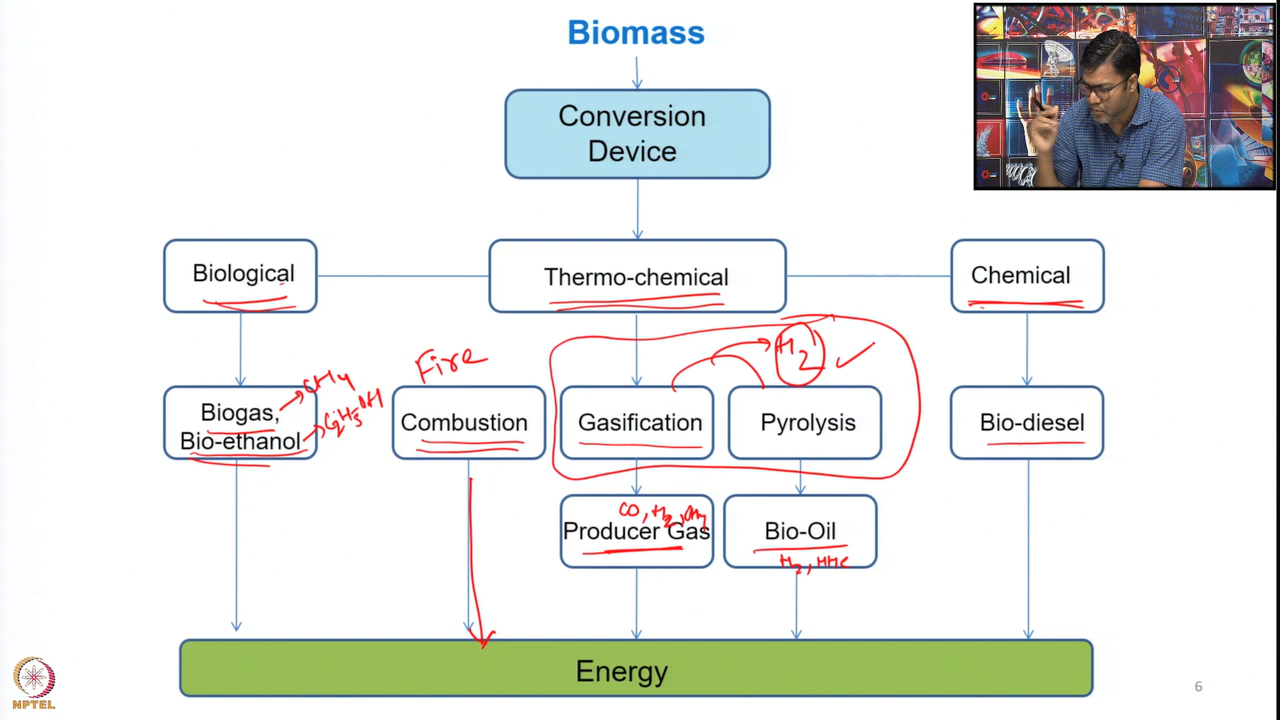 Biomass
Conversion
Device
Biological
Thermo-chemical
Chemical
Fire
H2
CH4
C2H5OH
Biogas,
Bio-ethanol
Combustion
Gasification
Pyrolysis
Bio-diesel
CO, H2, CH4
Producer Gas
Bio-Oil
H2, HHC
Energy
6
NPTEL